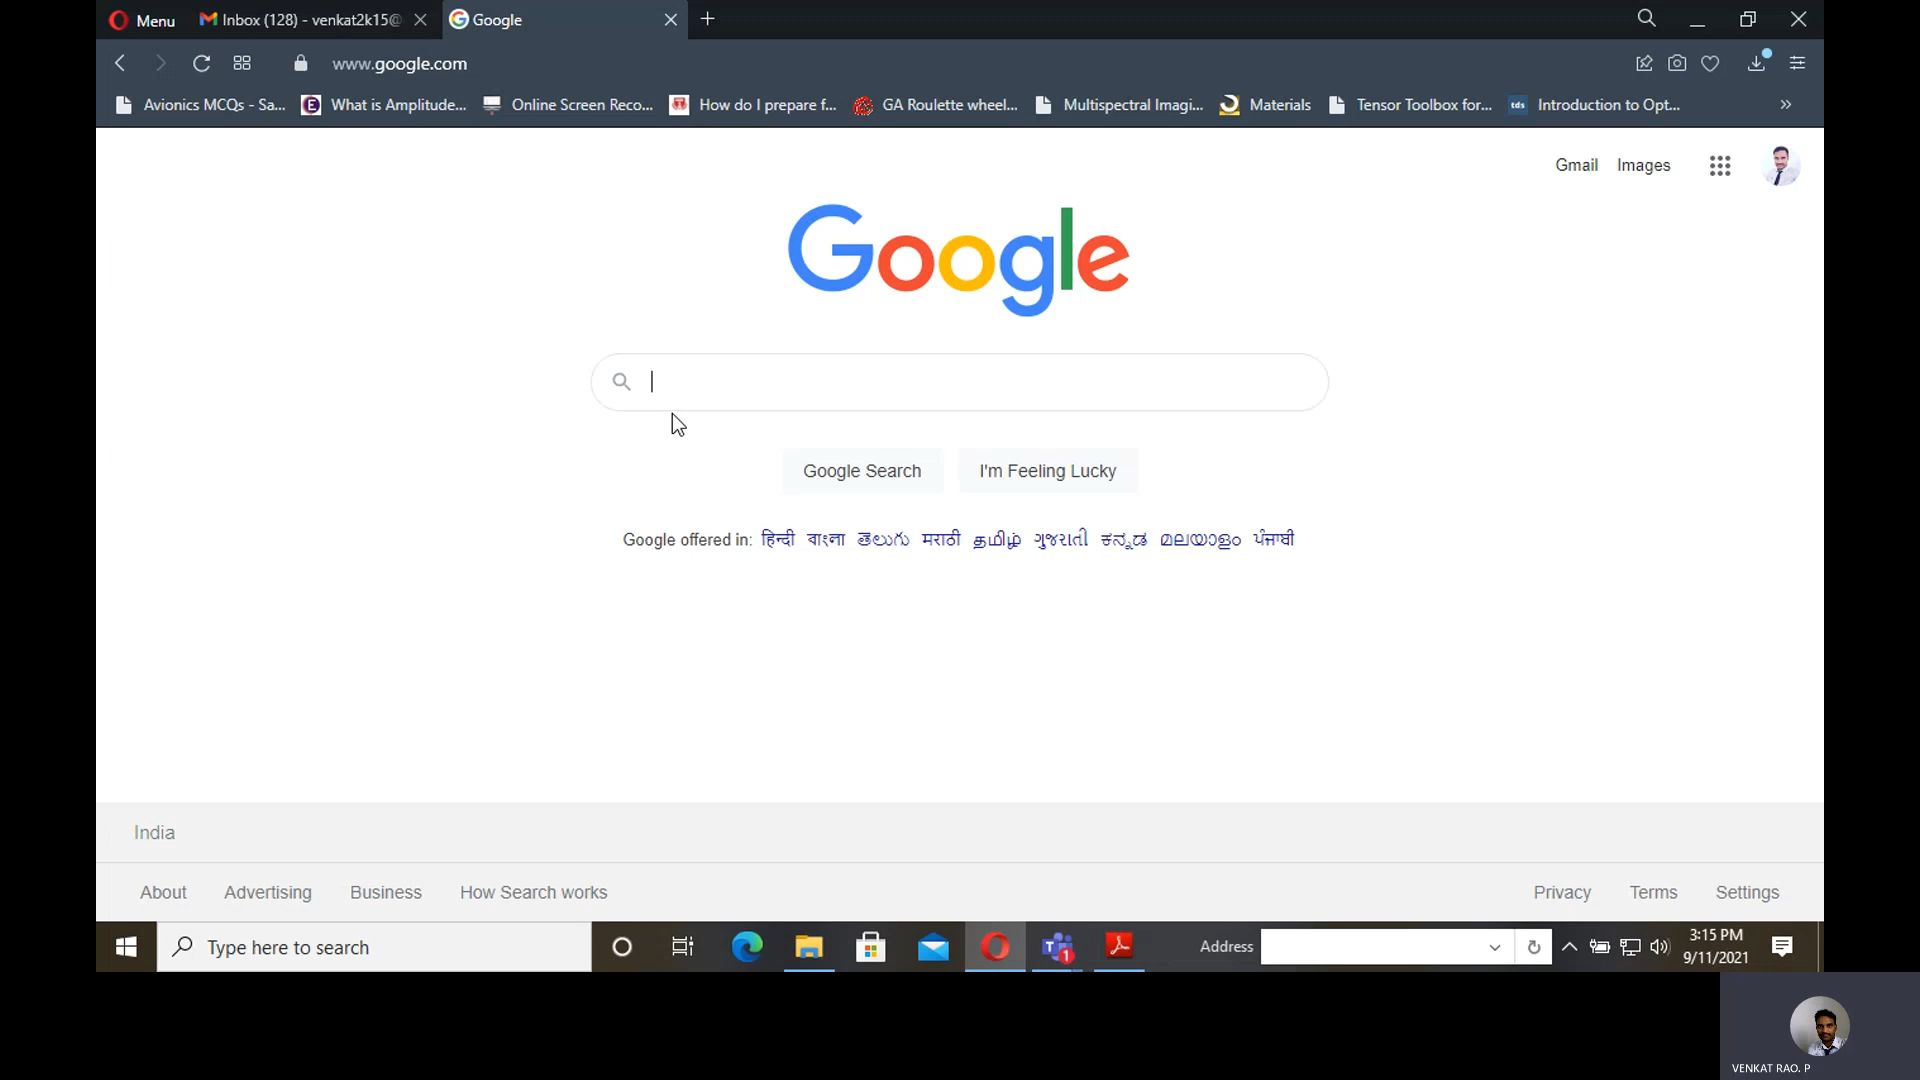 Menu Inbox (128) - venkat2k15@ Google
www.google.com
Avionics MCQs - Sa... What is Amplitude... Online Screen Reco... How do I prepare f... GA Roulette wheel... Multispectral Imagi... Materials Tensor Toolbox for... tds Introduction to Opt... »
Gmail Images
Google
Google Search I'm Feeling Lucky
Google offered in: हिन्दी বাংলা తెలుగు मराठी தமிழ் ગુજરાતી ಕನ್ನಡ മലയാളം ਪੰਜਾਬੀ
India
About Advertising Business How Search works Privacy Terms Settings
Type here to search 1 Address 3:15 PM
9/11/2021
VENKAT RAO. P